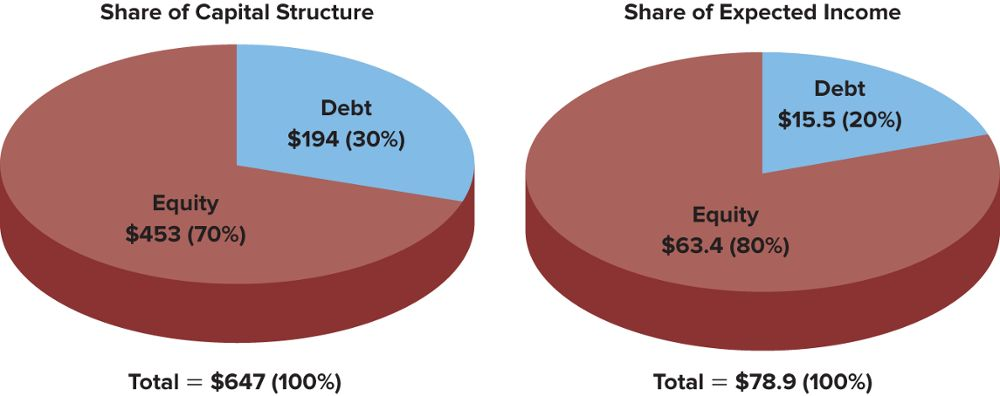 Share of Capital Structure
Debt
$194 (30%)
Equity
$453 (70%)
Total = $647 (100%)
Share of Expected Income
Debt
$15.5 (20%)
Equity
$63.4 (80%)
Total = $78.9 (100%)